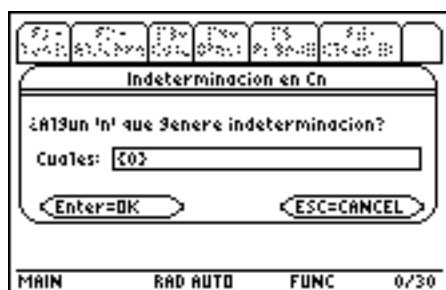 Indeterminacion en Cn
¿Algun 'n' que genere indeterminacion?
Cuales: {0}
Enter=OK ESC=CANCEL
MAIN RAD AUTO FUNC 0/30